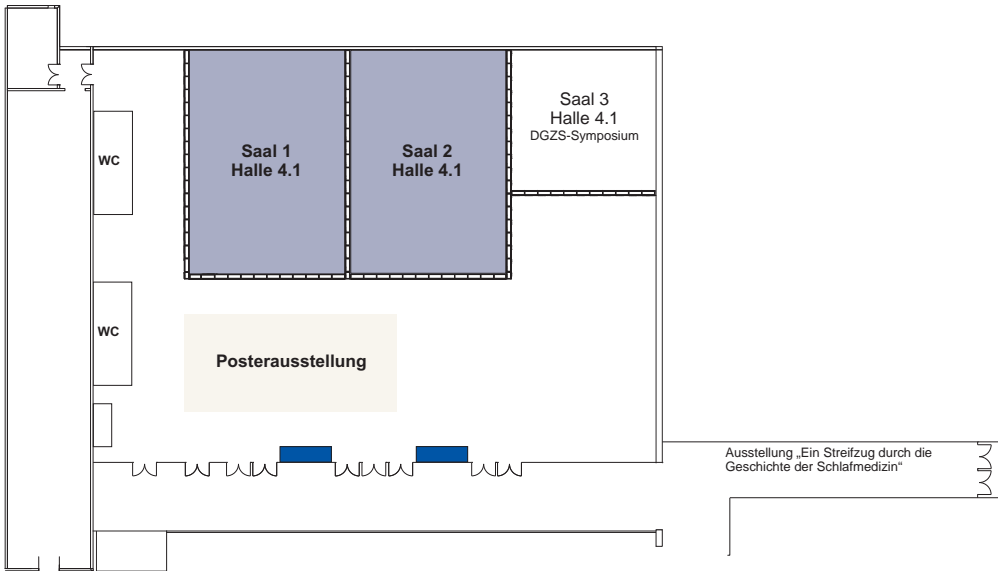 Saal 1
Halle 4.1
Saal 2
Halle 4.1
Saal 3
Halle 4.1
DGZS-Symposium
WC
WC
Posterausstellung
Ausstellung „Ein Streifzug durch die
Geschichte der Schlafmedizin“